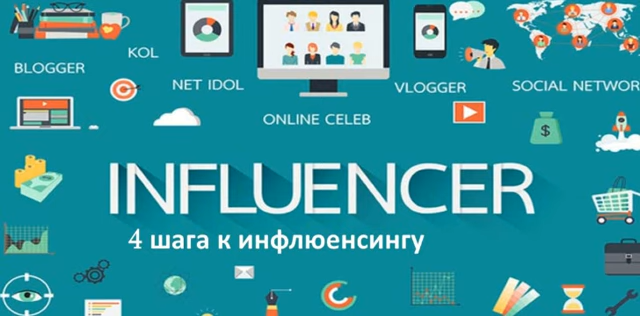 KOL
BLOGGER
NET IDOL
VLOGGER
SOCIAL NETWOR
ONLINE CELEB
INFLUENCER
4 шага к инфлюенсингу